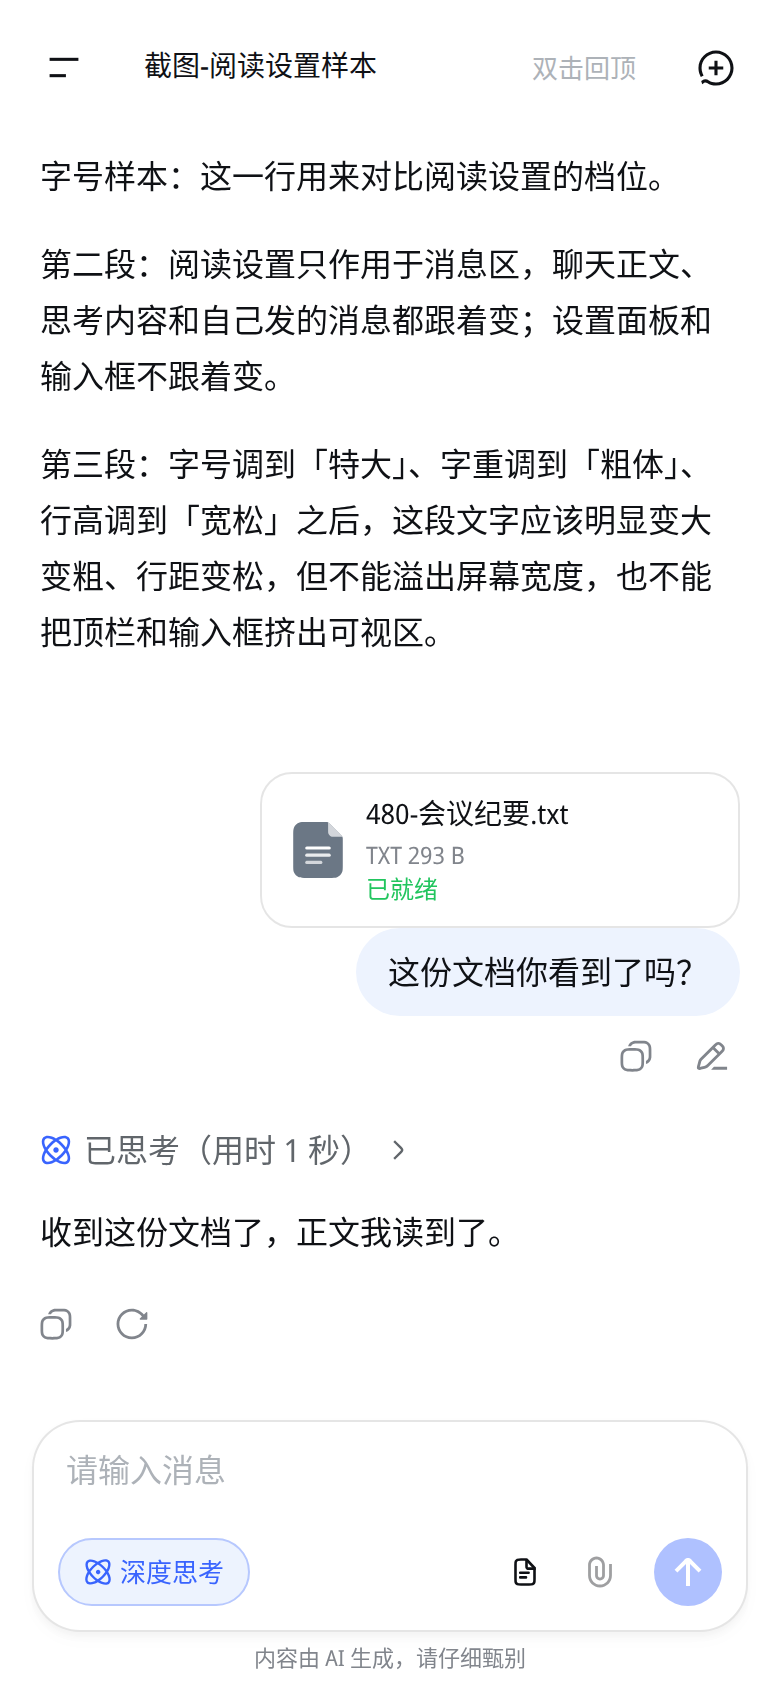 截图-阅读设置样本
双击回顶
字号样本：这一行用来对比阅读设置的档位。
第二段：阅读设置只作用于消息区，聊天正文、
思考内容和自己发的消息都跟着变；设置面板和
输入框不跟着变。
第三段：字号调到「特大」、字重调到「粗体」、
行高调到「宽松」之后，这段文字应该明显变大
变粗、行距变松，但不能溢出屏幕宽度，也不能
把顶栏和输入框挤出可视区。
480-会议纪要.txt
TXT 293 B
已就绪
这份文档你看到了吗？
已思考（用时 1 秒）
收到这份文档了，正文我读到了。
请输入消息
深度思考
内容由 AI 生成，请仔细甄别